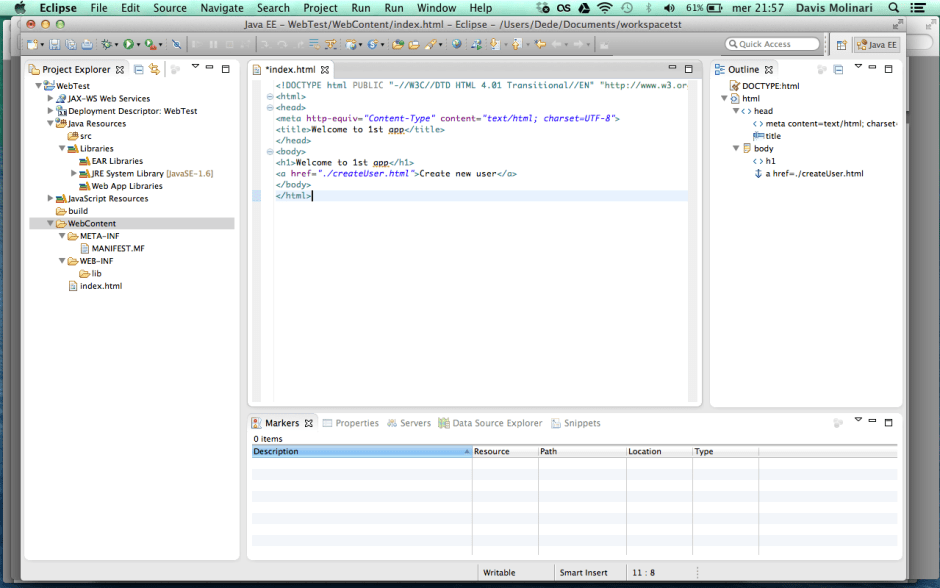 Eclipse File Edit Source Navigate Search Project Run Run Window Help 61% mer 21:57 Davis Molinari
Java EE – WebTest/WebContent/index.html – Eclipse – /Users/Dede/Documents/workspacetst
Quick Access Java EE
Project Explorer
WebTest
JAX-WS Web Services
Deployment Descriptor: WebTest
Java Resources
src
Libraries
EAR Libraries
JRE System Library [JavaSE-1.6]
Web App Libraries
JavaScript Resources
build
WebContent
META-INF
MANIFEST.MF
WEB-INF
lib
index.html
*index.html
<!DOCTYPE html PUBLIC "-//W3C//DTD HTML 4.01 Transitional//EN" "http://www.w3.or
<html>
<head>
<meta http-equiv="Content-Type" content="text/html; charset=UTF-8">
<title>Welcome to 1st app</title>
</head>
<body>
<h1>Welcome to 1st app</h1>
<a href="./createUser.html">Create new user</a>
</body>
</html>
Outline
DOCTYPE:html
html
head
meta content=text/html; charset=
title
body
h1
a href=./createUser.html
Markers Properties Servers Data Source Explorer Snippets
0 items
Description Resource Path Location Type
Writable Smart Insert 11 : 8